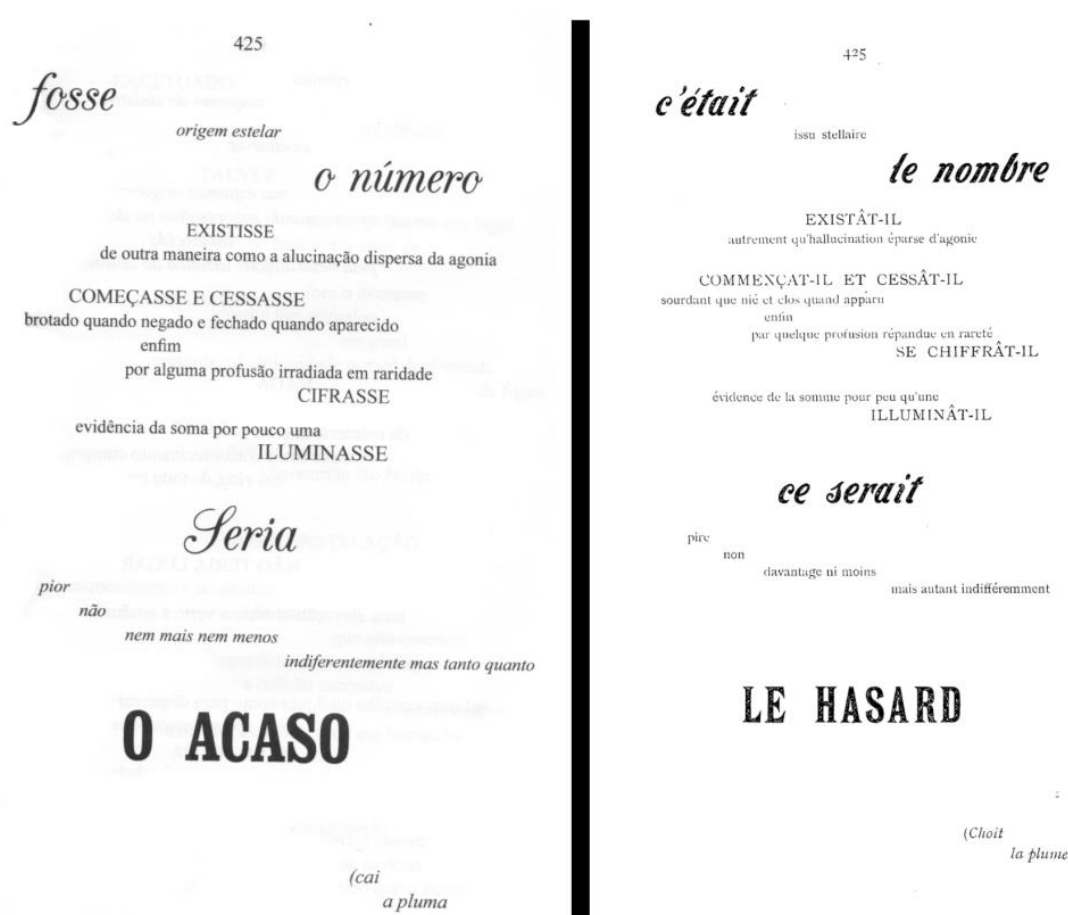 425
fosse
origem estelar
o número
EXISTISSE
de outra maneira como a alucinação dispersa da agonia
COMEÇASSE E CESSASSE
brotado quando negado e fechado quando aparecido
enfim
por alguma profusão irradiada em raridade
CIFRASSE
evidência da soma por pouco uma
ILUMINASSE
Seria
pior
não
nem mais nem menos
indiferentemente mas tanto quanto
O ACASO
(cai
a pluma
425
c'était
issu stellaire
le nombre
EXISTÂT-IL
autrement qu'hallucination éparse d'agonie
COMMENÇAT-IL ET CESSÂT-IL
sourdant que nié et clos quand apparu
enfin
par quelque profusion répandue en rareté
SE CHIFFRÂT-IL
évidence de la somme pour peu qu'une
ILLUMINÂT-IL
ce serait
pire
non
davantage ni moins
mais autant indifféremment
LE HASARD
(Choit
la plume